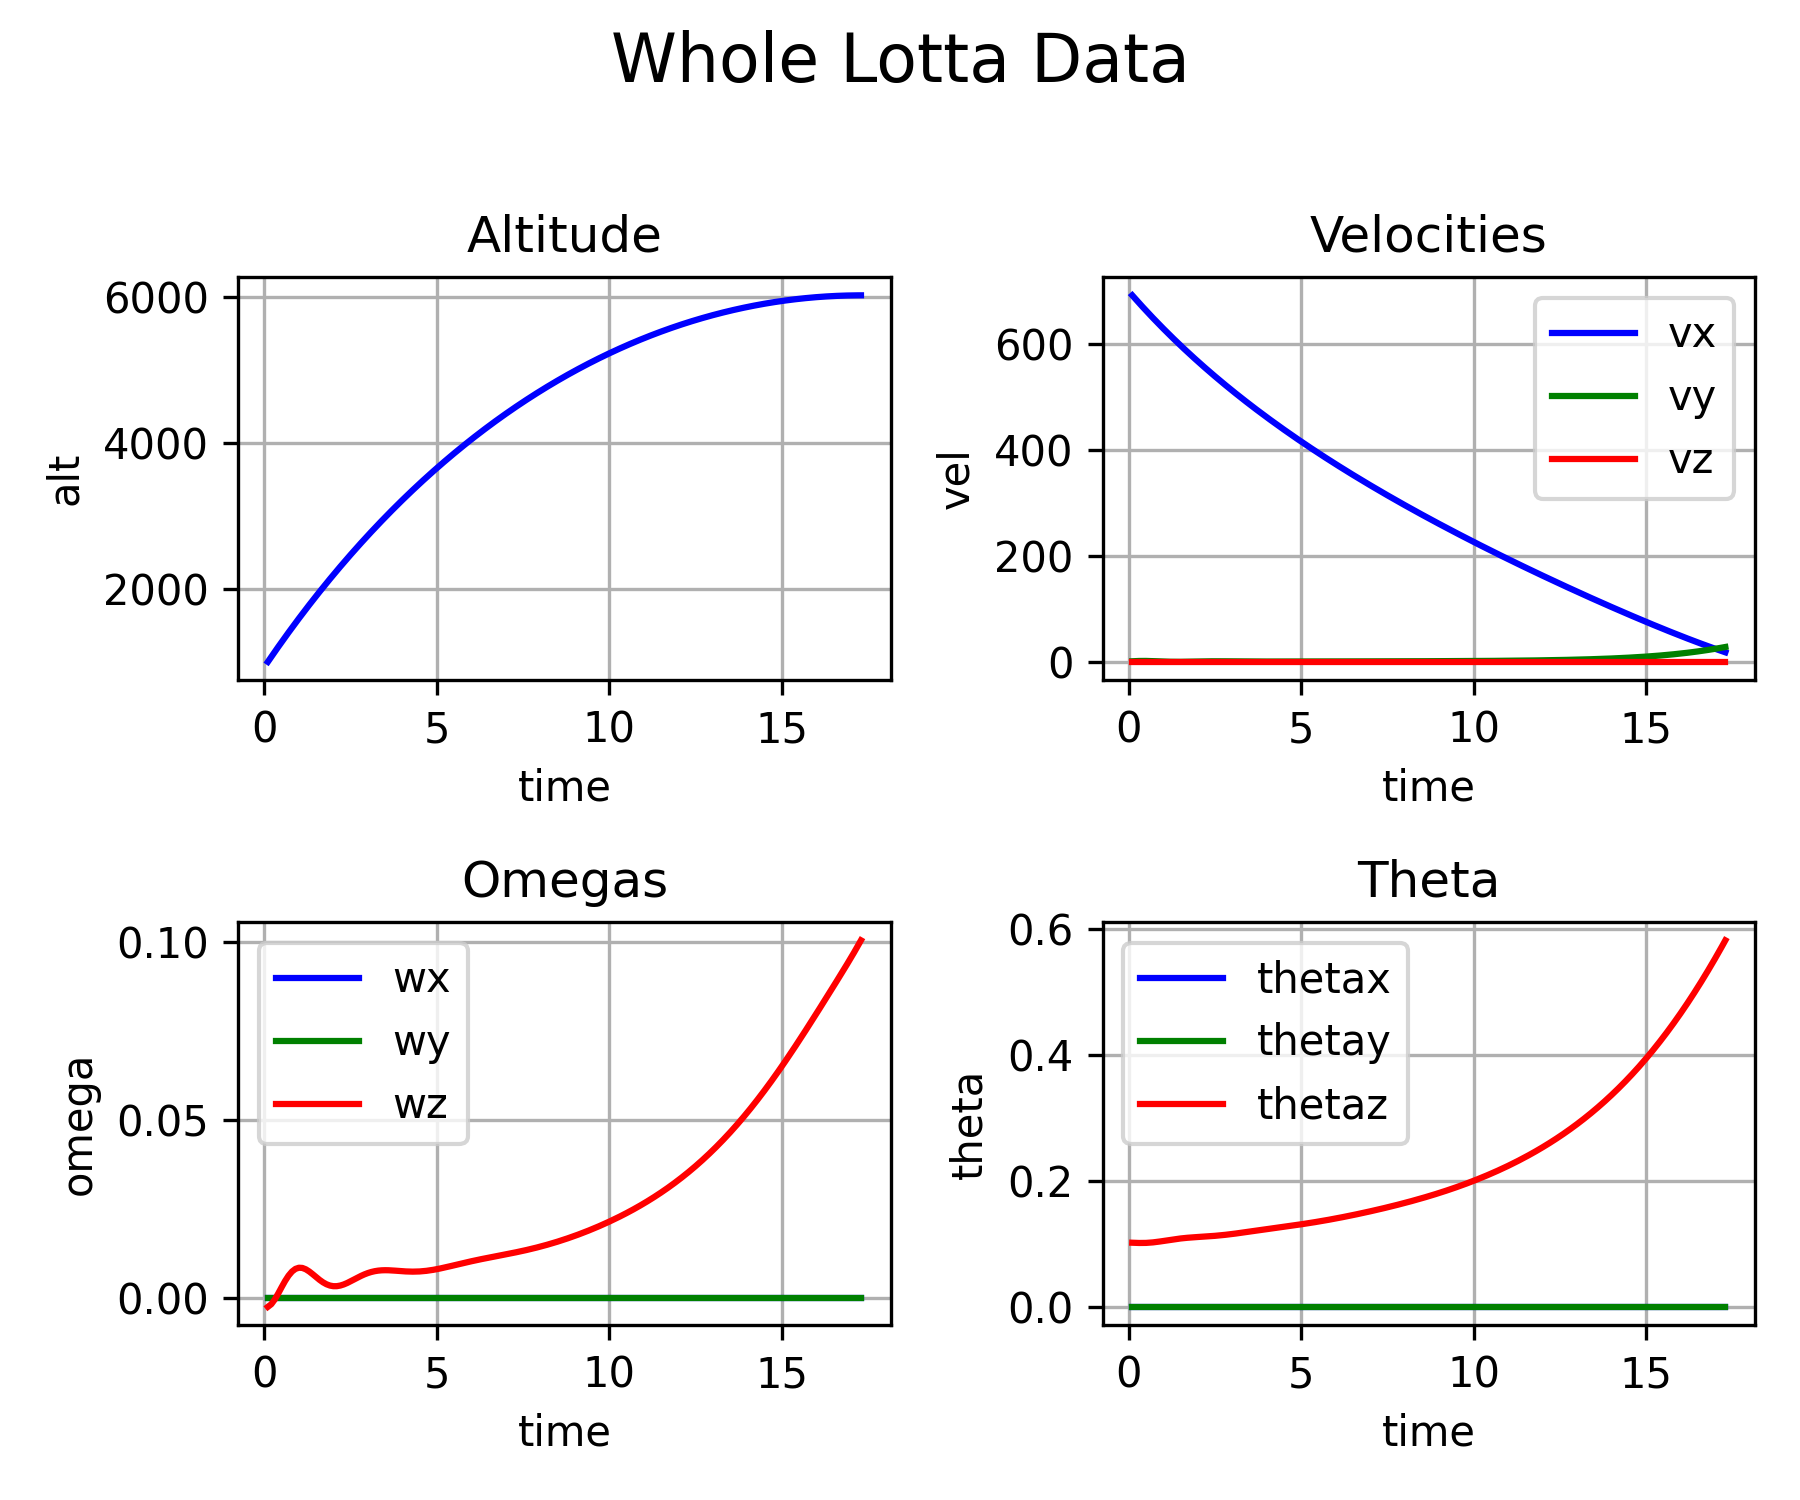 Whole Lotta Data
Altitude
6000
4000
2000
alt
0 5 10 15
time
Velocities
600
400
200
0
vel
vx
vy
vz
0 5 10 15
time
Omegas
0.10
0.05
0.00
omega
wx
wy
wz
0 5 10 15
time
Theta
0.6
0.4
0.2
0.0
theta
thetax
thetay
thetaz
0 5 10 15
time